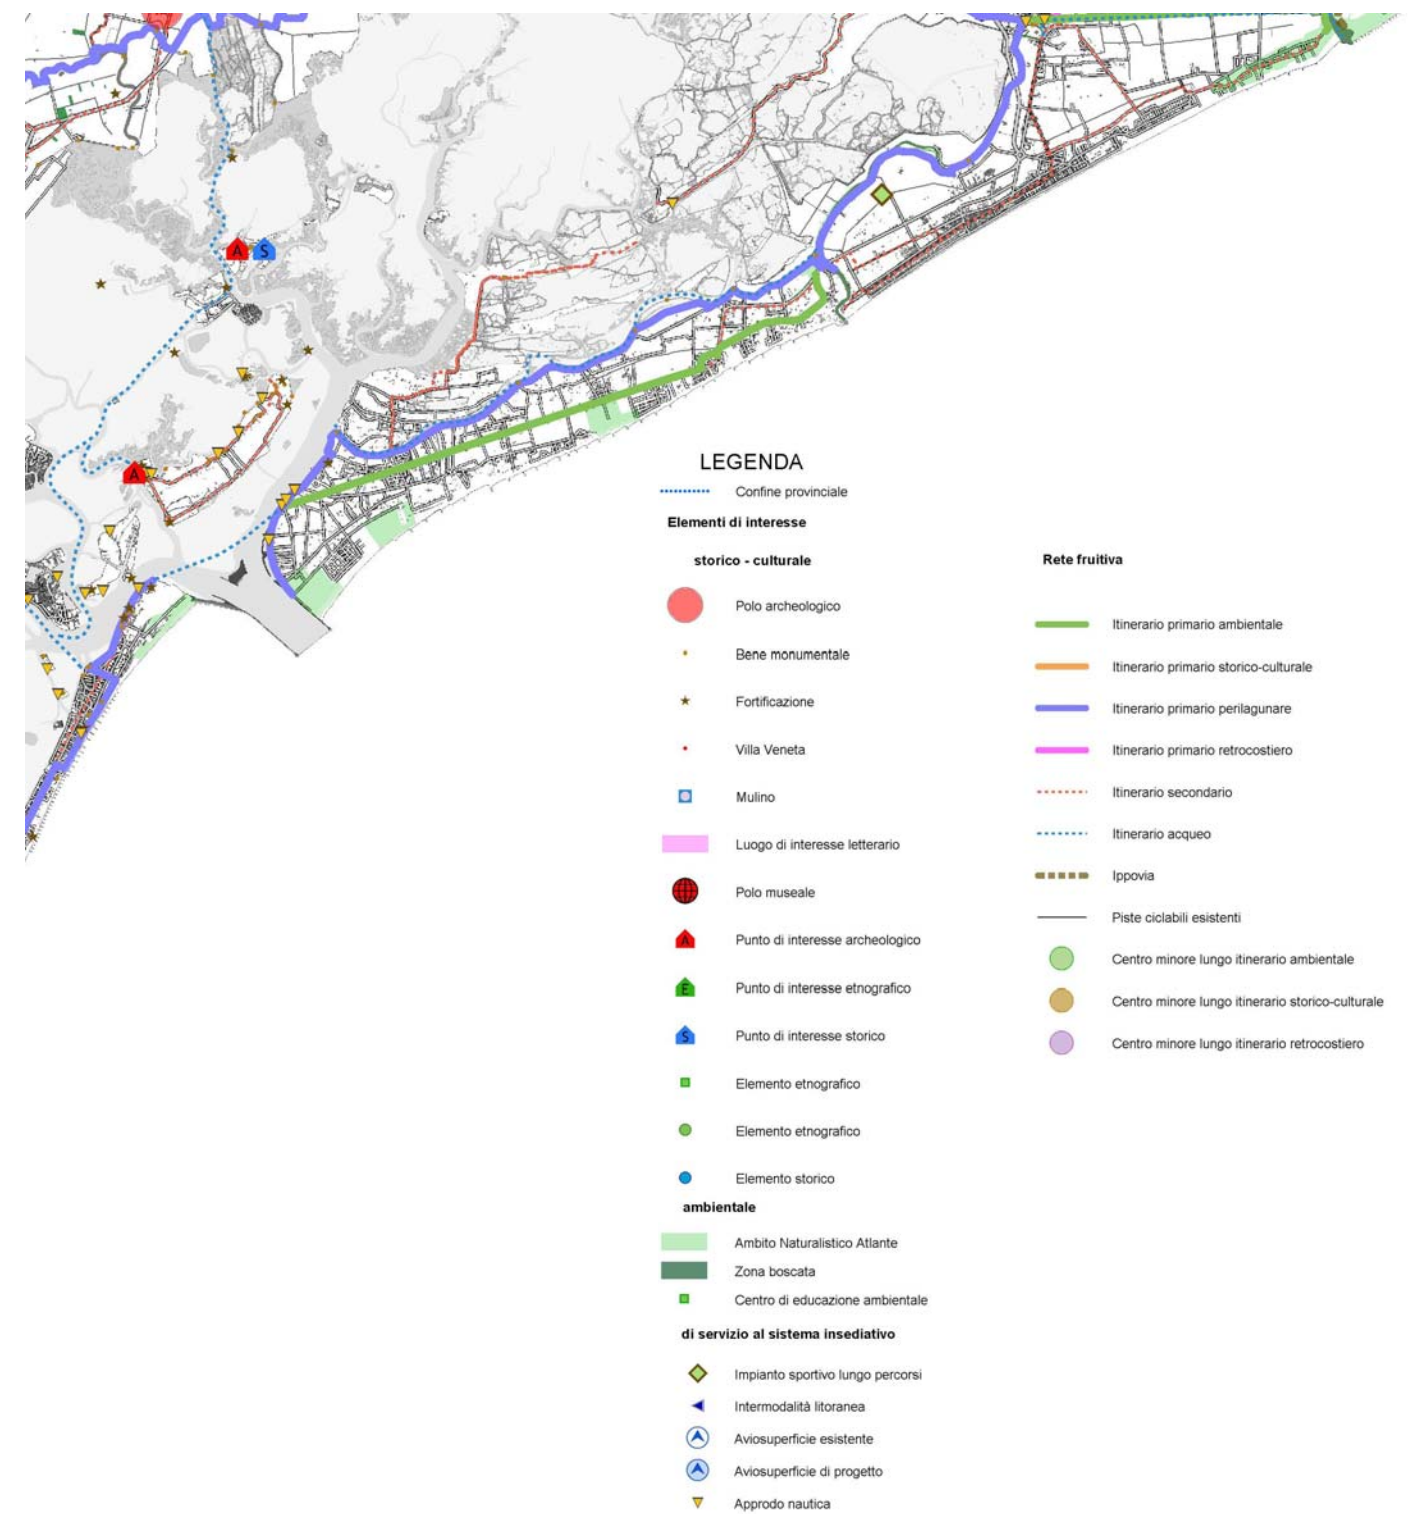 LEGENDA
Confine provinciale
Elementi di interesse
storico - culturale
Polo archeologico
Bene monumentale
Fortificazione
Villa Veneta
Mulino
Luogo di interesse letterario
Polo museale
A Punto di interesse archeologico
E Punto di interesse etnografico
S Punto di interesse storico
Elemento etnografico
Elemento etnografico
Elemento storico
ambientale
Ambito Naturalistico Atlante
Zona boscata
Centro di educazione ambientale
di servizio al sistema insediativo
Impianto sportivo lungo percorsi
Intermodalità litoranea
Aviosuperficie esistente
Aviosuperficie di progetto
Approdo nautica
Rete fruitiva
Itinerario primario ambientale
Itinerario primario storico-culturale
Itinerario primario perilagunare
Itinerario primario retrocostiero
Itinerario secondario
Itinerario acqueo
Ippovia
Piste ciclabili esistenti
Centro minore lungo itinerario ambientale
Centro minore lungo itinerario storico-culturale
Centro minore lungo itinerario retrocostiero
A S
A